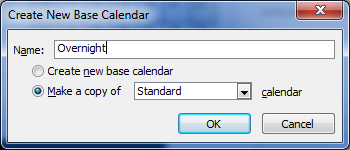 Create New Base Calendar
Name: Overnight
Create new base calendar
Make a copy of Standard calendar
OK Cancel